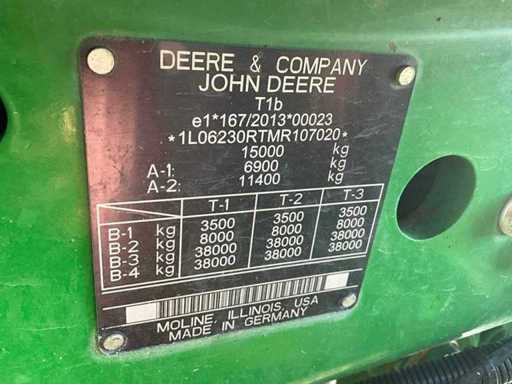 DEERE & COMPANY
JOHN DEERE
T1b
e1*167/2013*00023
*1L06230RTMR107020*
15000 kg
A-1: 6900 kg
A-2: 11400 kg
T-1 T-2 T-3
B-1 kg 3500 3500 3500
B-2 kg 8000 8000 8000
B-3 kg 38000 38000 38000
B-4 kg 38000 38000 38000
MOLINE, ILLINOIS, USA
MADE IN GERMANY